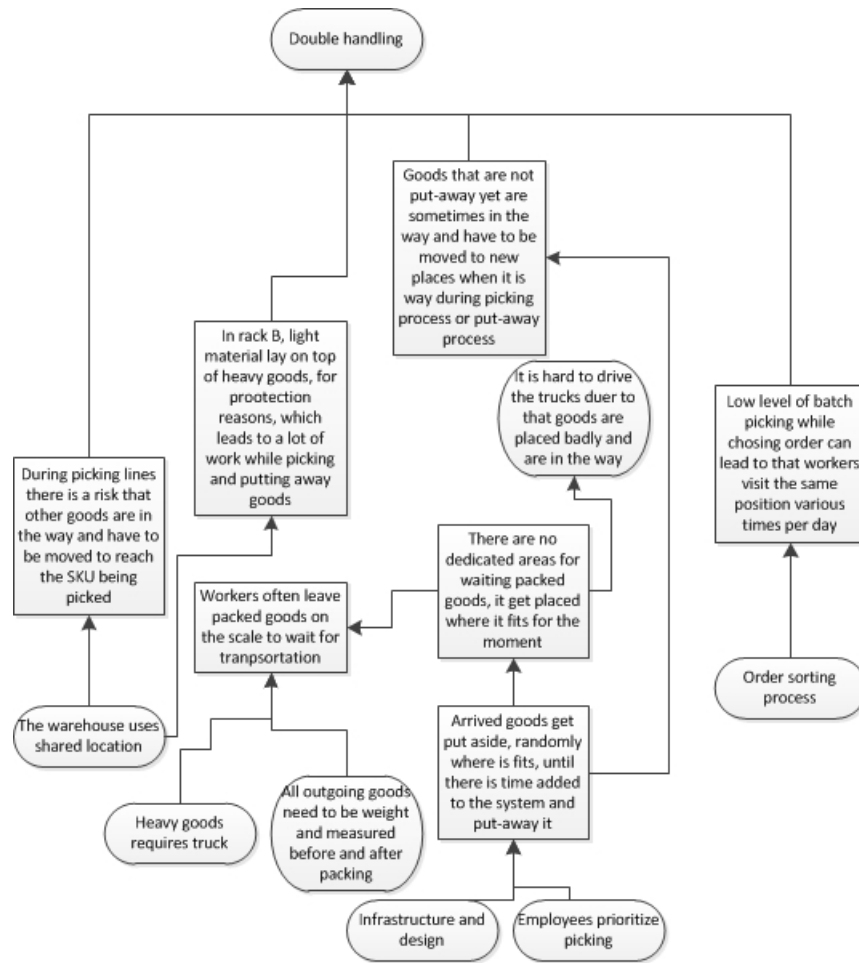 Double handling
Goods that are not
put-away yet are
sometimes in the
way and have to be
moved to new
places when it is
way during picking
process or put-away
process
In rack B, light
material lay on top
of heavy goods, for
prootection
reasons, which
leads to a lot of
work while picking
and putting away
goods
It is hard to drive
the trucks duer to
that goods are
placed badly and
are in the way
Low level of batch
picking while
chosing order can
lead to that workers
visit the same
position various
times per day
During picking lines
there is a risk that
other goods are in
the way and have to
be moved to reach
the SKU being
picked
There are no
dedicated areas for
waiting packed
goods, it get placed
where it fits for the
moment
Workers often leave
packed goods on
the scale to wait for
tranpsortation
Order sorting
process
The warehouse uses
shared location
Arrived goods get
put aside, randomly
where is fits, until
there is time added
to the system and
put-away it
Heavy goods
requires truck
All outgoing goods
need to be weight
and measured
before and after
packing
Infrastructure and
design
Employees prioritize
picking